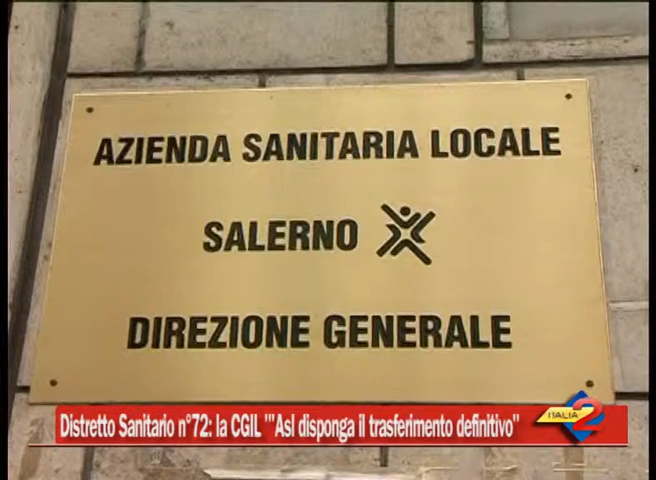 AZIENDA SANITARIA LOCALE
SALERNO
DIREZIONE GENERALE
Distretto Sanitario n°72: la CGIL '"Asl disponga il trasferimento definitivo"
ITALIA 2